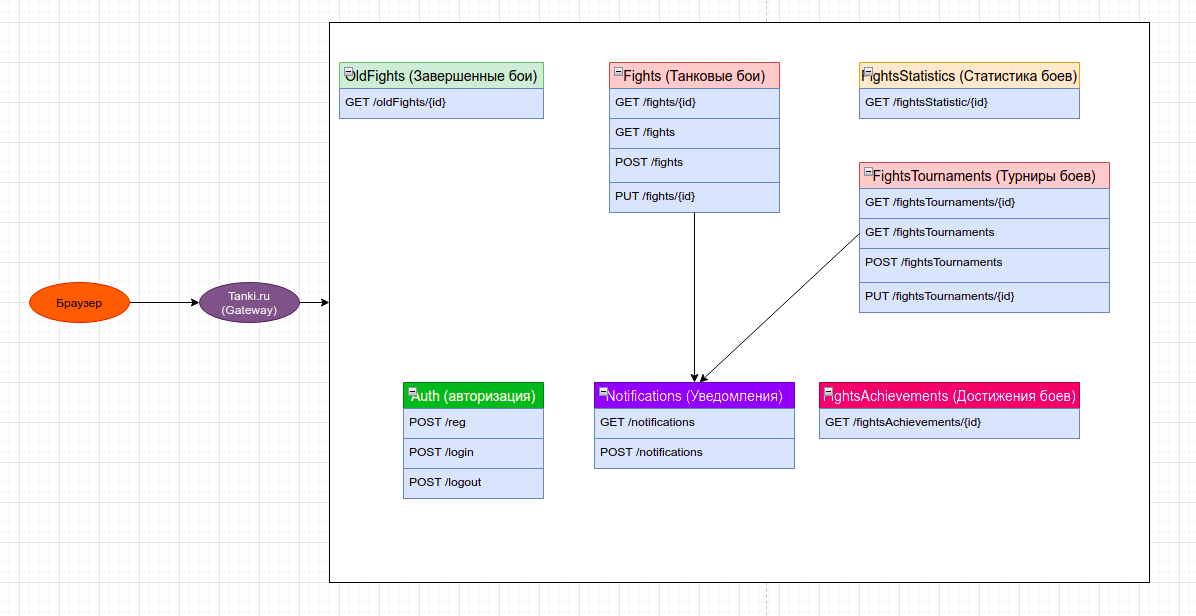 OldFights (Завершенные бои)
GET /oldFights/{id}
Fights (Танковые бои)
GET /fights/{id}
GET /fights
POST /fights
PUT /fights/{id}
FightsStatistics (Статистика боев)
GET /fightsStatistic/{id}
FightsTournaments (Турниры боев)
GET /fightsTournaments/{id}
GET /fightsTournaments
POST /fightsTournaments
PUT /fightsTournaments/{id}
Браузер
Tanki.ru
(Gateway)
Auth (авторизация)
POST /reg
POST /login
POST /logout
Notifications (Уведомления)
GET /notifications
POST /notifications
FightsAchievements (Достижения боев)
GET /fightsAchievements/{id}